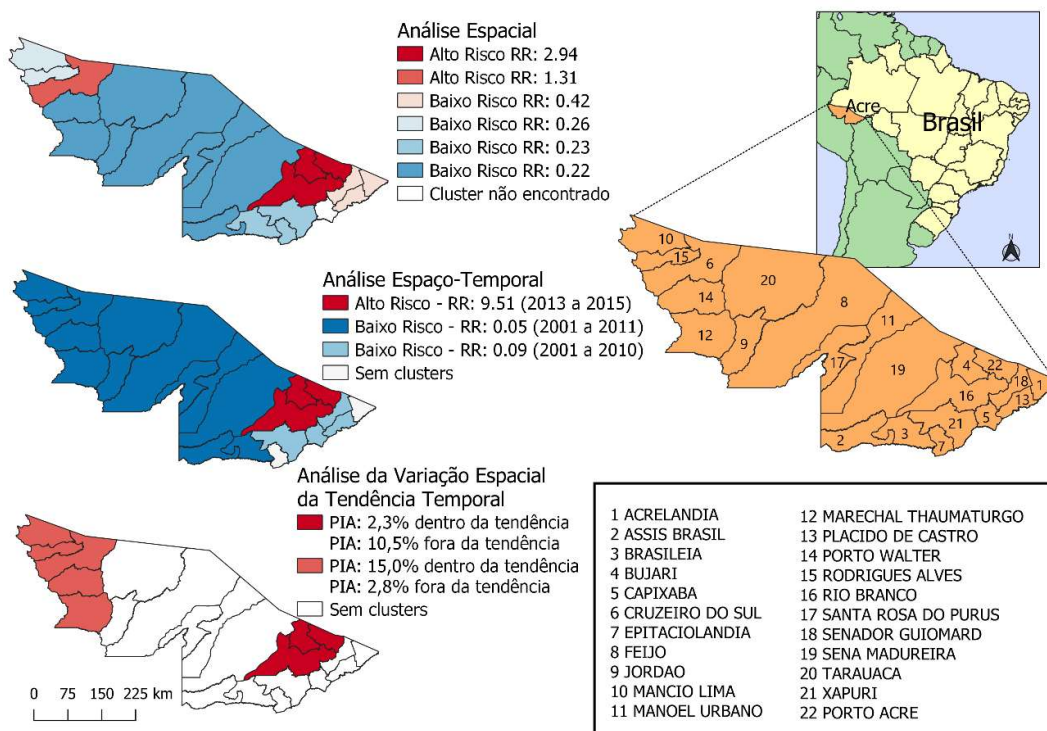 Análise Espacial
Alto Risco RR: 2.94
Alto Risco RR: 1.31
Baixo Risco RR: 0.42
Baixo Risco RR: 0.26
Baixo Risco RR: 0.23
Baixo Risco RR: 0.22
Cluster não encontrado
Análise Espaço-Temporal
Alto Risco - RR: 9.51 (2013 a 2015)
Baixo Risco - RR: 0.05 (2001 a 2011)
Baixo Risco - RR: 0.09 (2001 a 2010)
Sem clusters
Análise da Variação Espacial
da Tendência Temporal
PIA: 2,3% dentro da tendência
PIA: 10,5% fora da tendência
PIA: 15,0% dentro da tendência
PIA: 2,8% fora da tendência
Sem clusters
0 75 150 225 km
Acre
Brasil
N
10
15
6
20
14
8
12
9
11
17
19
4
22
18
1
16
13
5
21
2
3
7
1 ACRELANDIA
2 ASSIS BRASIL
3 BRASILEIA
4 BUJARI
5 CAPIXABA
6 CRUZEIRO DO SUL
7 EPITACIOLANDIA
8 FEIJO
9 JORDAO
10 MANCIO LIMA
11 MANOEL URBANO
12 MARECHAL THAUMATURGO
13 PLACIDO DE CASTRO
14 PORTO WALTER
15 RODRIGUES ALVES
16 RIO BRANCO
17 SANTA ROSA DO PURUS
18 SENADOR GUIOMARD
19 SENA MADUREIRA
20 TARAUACA
21 XAPURI
22 PORTO ACRE